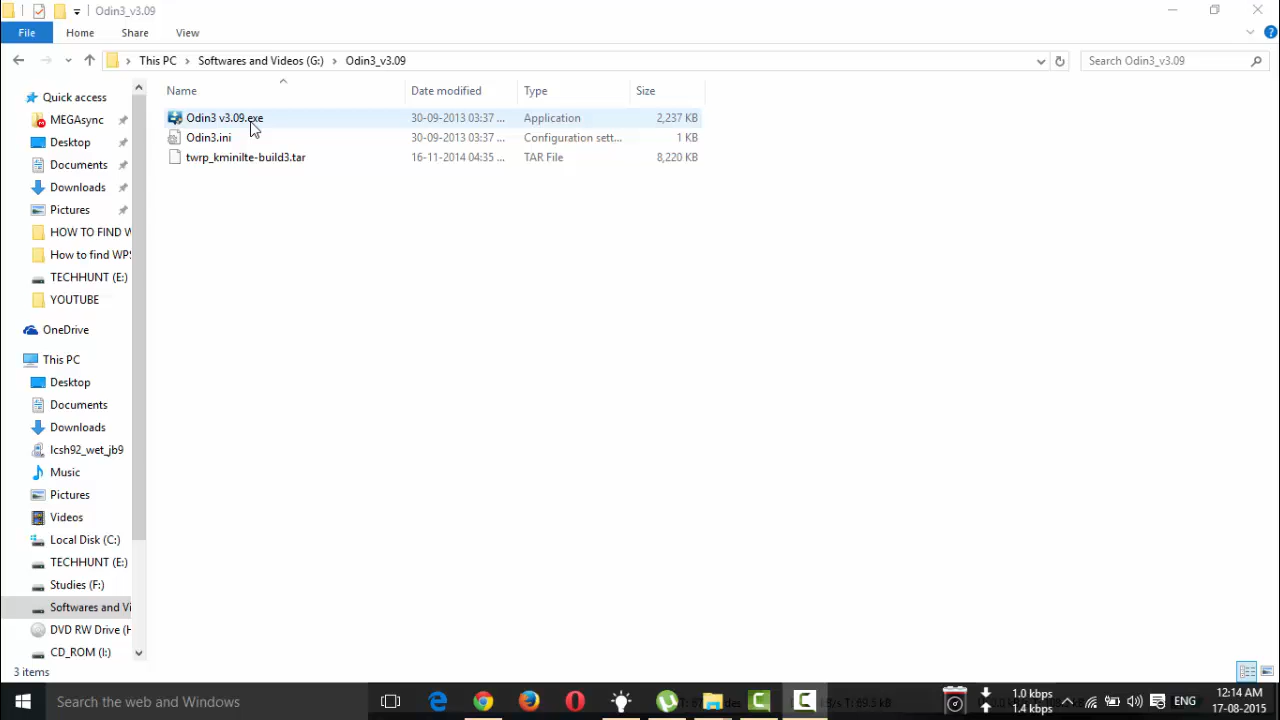 Odin3_v3.09
File Home Share View
This PC Softwares and Videos (G:) Odin3_v3.09 Search Odin3_v3.09
Name Date modified Type Size
Odin3 v3.09.exe 30-09-2013 03:37 ... Application 2,237 KB
Odin3.ini 30-09-2013 03:37 ... Configuration sett... 1 KB
twrp_kminilte-build3.tar 16-11-2014 04:35 ... TAR File 8,220 KB
Quick access
MEGAsync
Desktop
Documents
Downloads
Pictures
HOW TO FIND W
How to find WPS
TECHHUNT (E:)
YOUTUBE
OneDrive
This PC
Desktop
Documents
Downloads
lcsh92_wet_jb9
Music
Pictures
Videos
Local Disk (C:)
TECHHUNT (E:)
Studies (F:)
Softwares and Vi
DVD RW Drive (H
CD_ROM (I:)
3 items
Search the web and Windows
1.0 kbps
1.4 kbps
ENG
12:14 AM
17-08-2015